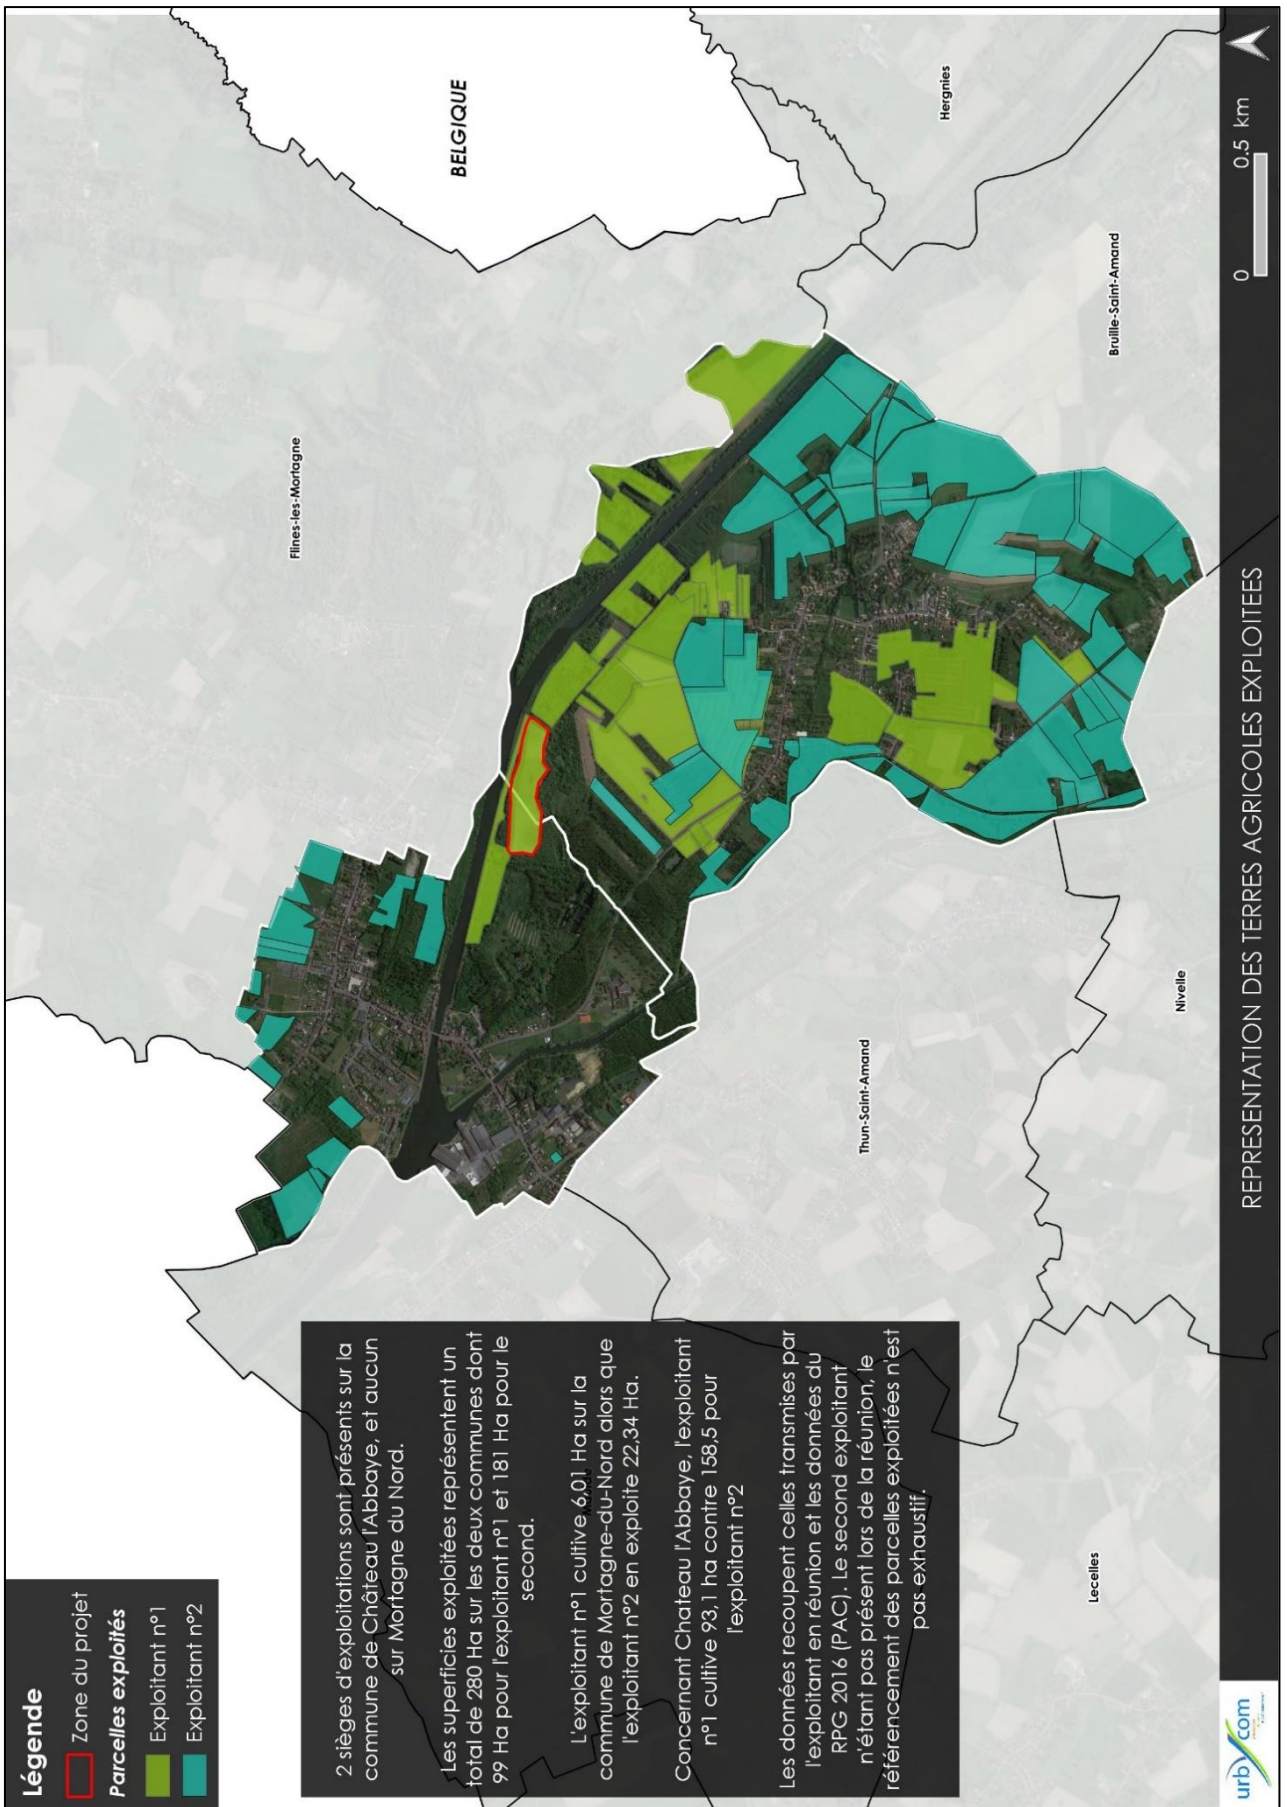 Légende
Zone du projet
Parcelles exploités
Exploitant n°1
Exploitant n°2
2 sièges d'exploitations sont présents sur la
commune de Château l'Abbaye, et aucun
sur Mortagne du Nord.
Les superficies exploitées représentent un
total de 280 Ha sur les deux communes dont
99 Ha pour l'exploitant n°1 et 181 Ha pour le
second.
L'exploitant n°1 cultive 6,01 Ha sur la
commune de Mortagne-du-Nord alors que
l'exploitant n°2 en exploite 22,34 Ha.
Concernant Chateau l'Abbaye, l'exploitant
n°1 cultive 93,1 ha contre 158,5 pour
l'exploitant n°2
Les données recoupent celles transmises par
l'exploitant en réunion et les données du
RPG 2016 (PAC). Le second exploitant
n'étant pas présent lors de la réunion, le
référencement des parcelles exploitées n'est
pas exhaustif.
BELGIQUE
Flines-les-Mortagne
Hergnies
Bruille-Saint-Amand
Thun-Saint-Amand
Nivelle
Lecelles
urbycom
REPRESENTATION DES TERRES AGRICOLES EXPLOITEES
0 0.5 km